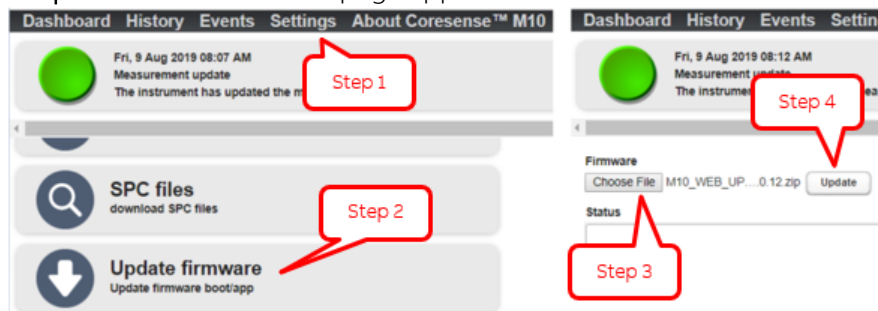 Dashboard History Events Settings About Coresense™ M10
Fri, 9 Aug 2019 08:07 AM
Measurement update
The instrument has updated the m
Step 1
SPC files
download SPC files
Step 2
Update firmware
Update firmware boot/app
Dashboard History Events Settin
Fri, 9 Aug 2019 08:12 AM
Measurement update
The instrume
Step 4
Firmware
Choose File M10_WEB_UP....0.12.zip Update
Status
Step 3